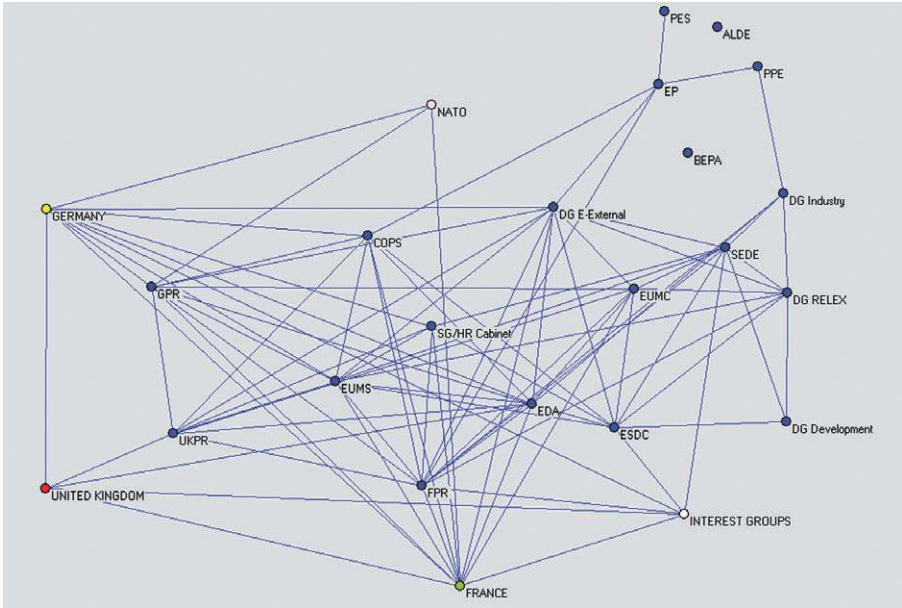 PES
ALDE
PPE
EP
NATO
BEPA
DG Industry
GERMANY
DG E-External
COPS
SEDE
GPR
EUMC
DG RELEX
SG/HR Cabinet
EUMS
EDA
ESDC
DG Development
UKPR
FPR
UNITED KINGDOM
INTEREST GROUPS
FRANCE